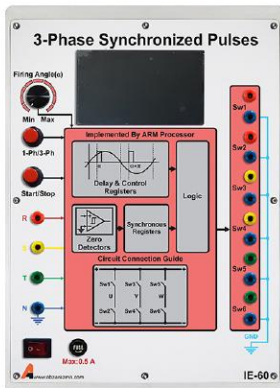 3-Phase Synchronized Pulses
Firing Angle(α)
Min Max
1-Ph/3-Ph
Start/Stop
R
S
T
N
Implemented By ARM Processor
Delay & Control
Registers
Zero
Detectors
Synchronous
Registers
Logic
Circuit Connection Guide
Sw1 Sw3 Sw5
U V W
Sw4 Sw6 Sw2
Sw1
Sw2
Sw3
Sw4
Sw5
Sw6
GND
FUSE
Max:0.5 A
IE-60